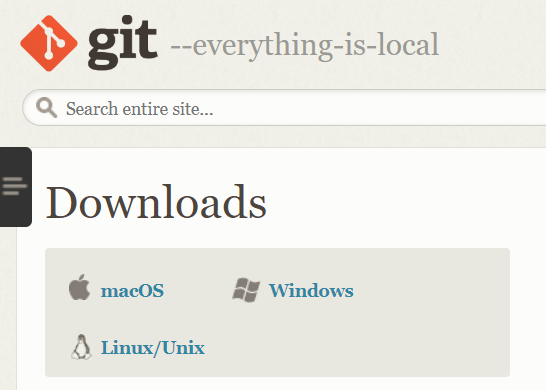 git --everything-is-local
Search entire site...
Downloads
macOS Windows
Linux/Unix